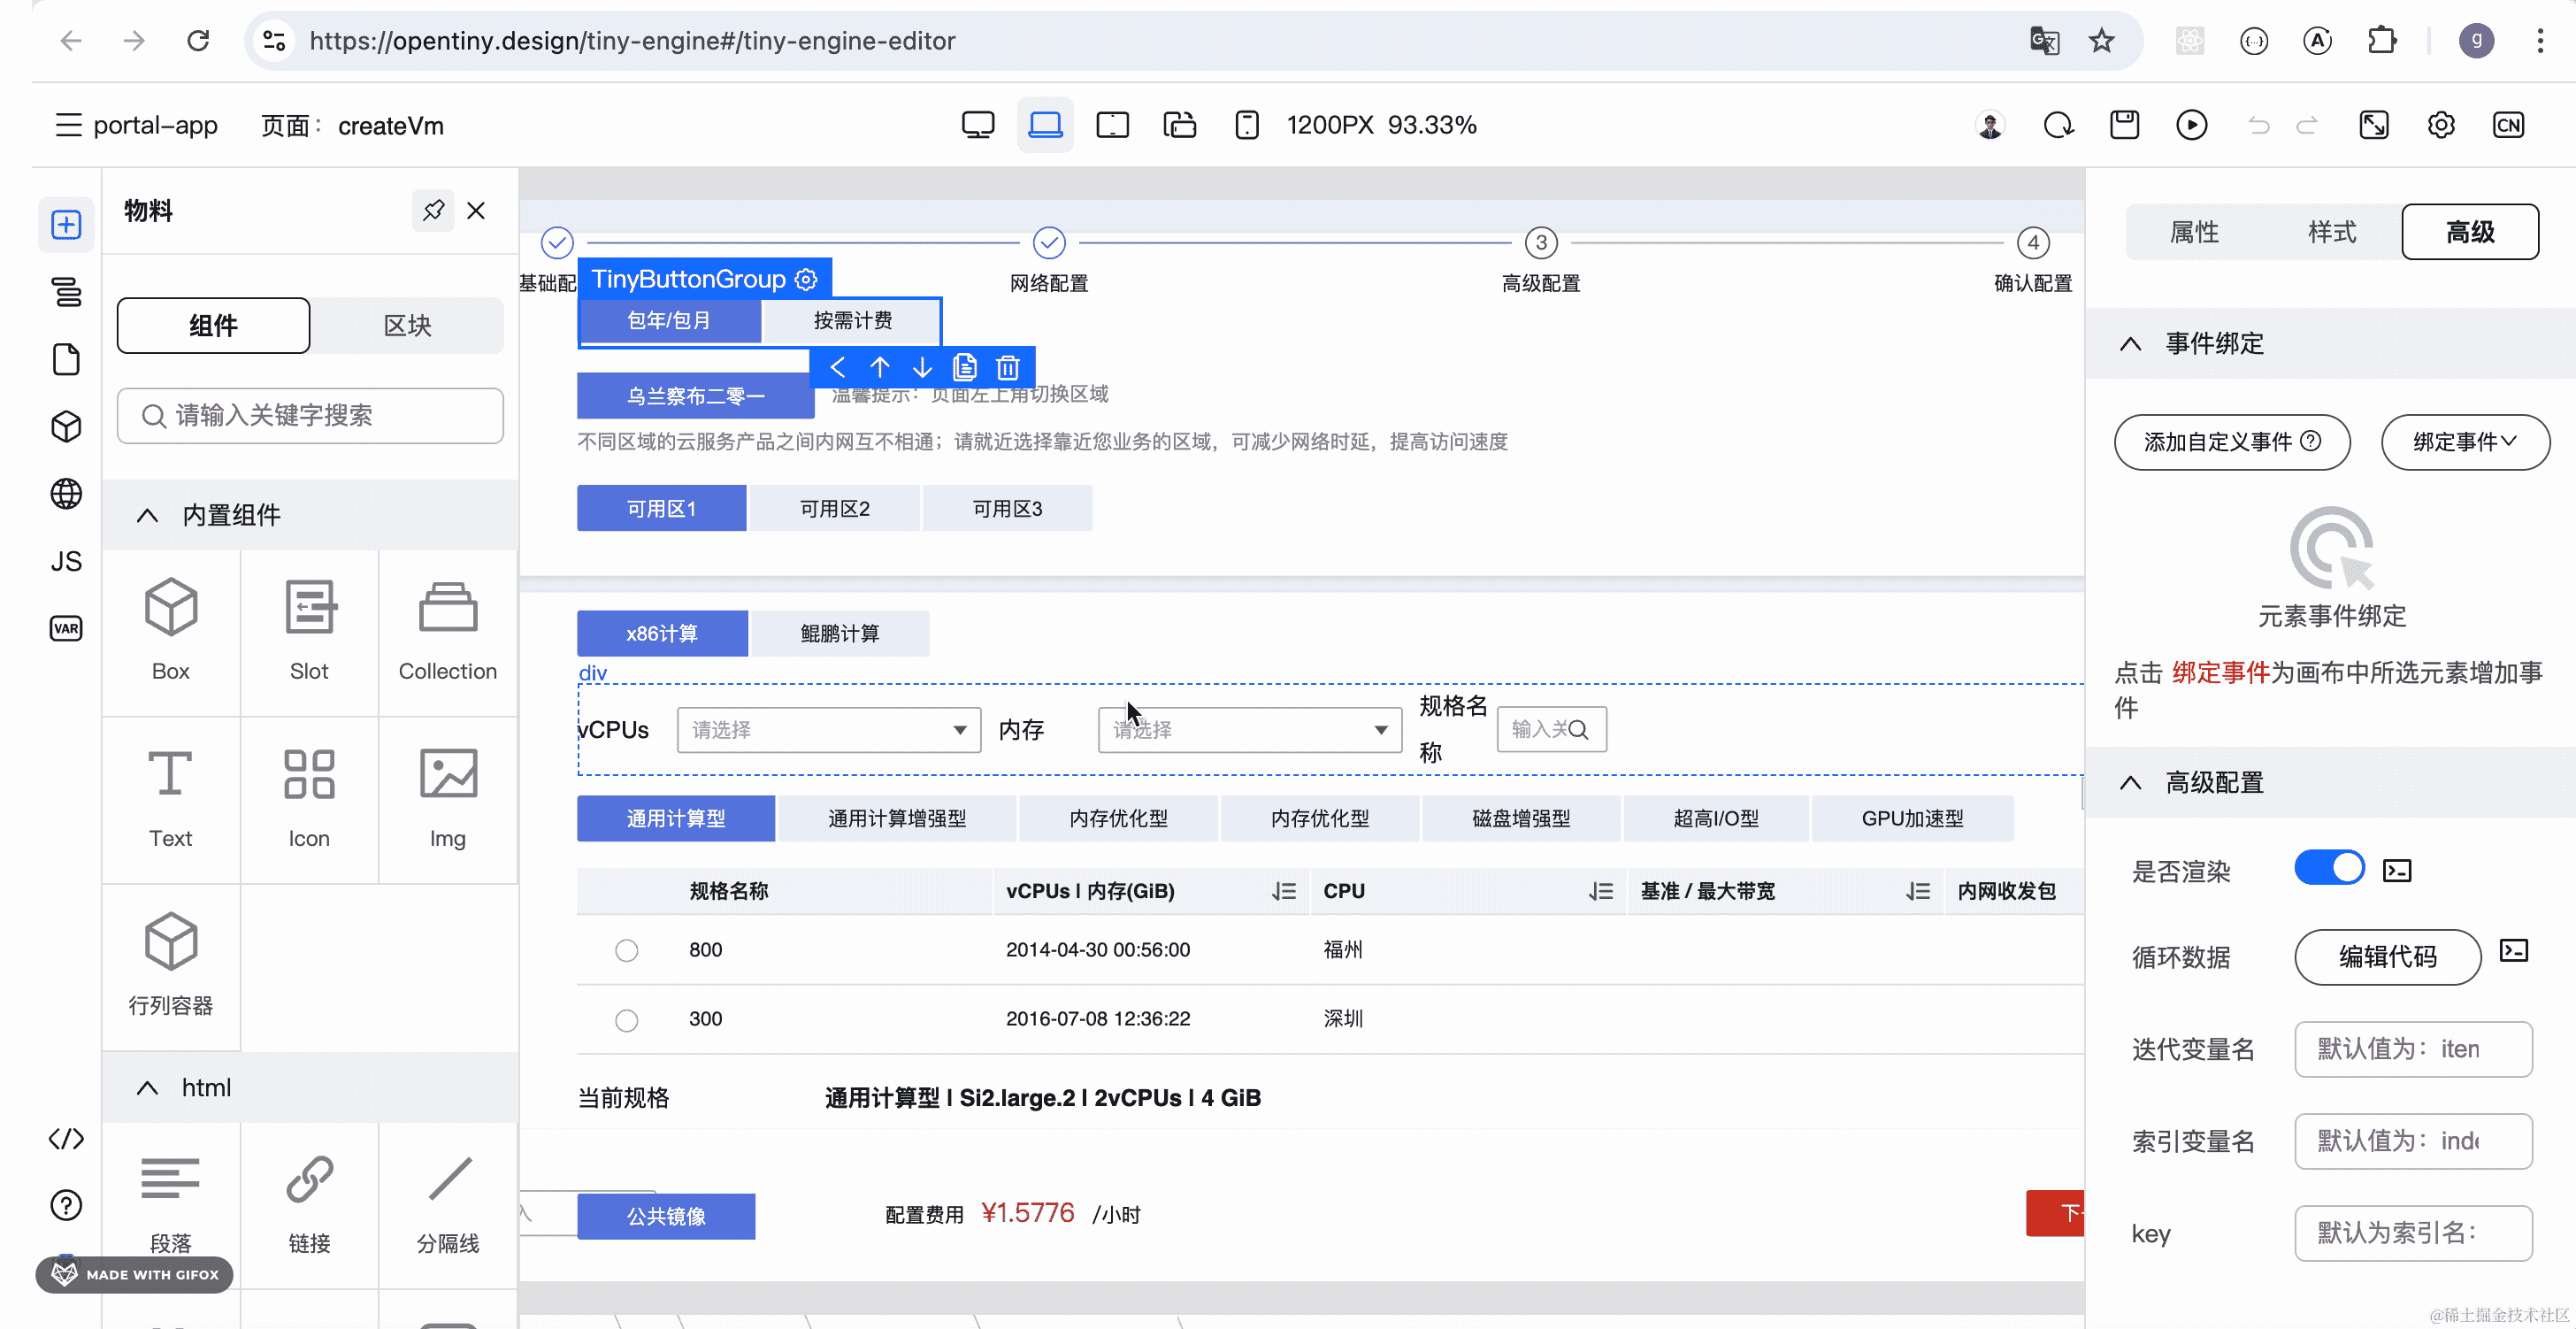 https://opentiny.design/tiny-engine#/tiny-engine-editor
g
portal-app 页面： createVm 1200PX 93.33% CN
物料
组件 区块
请输入关键字搜索
内置组件
JS
VAR
Box Slot Collection
Text Icon Img
行列容器
html
段落 链接 分隔线
MADE WITH GIFOX
3 4
基础配 网络配置 高级配置 确认配置
TinyButtonGroup
包年/包月 按需计费
乌兰察布二零一 温馨提示：页面左上角切换区域
不同区域的云服务产品之间内网互不相通；请就近选择靠近您业务的区域，可减少网络时延，提高访问速度
可用区1 可用区2 可用区3
x86计算 鲲鹏计算
div
vCPUs 请选择 内存 请选择 规格名称 输入关
通用计算型 通用计算增强型 内存优化型 内存优化型 磁盘增强型 超高I/O型 GPU加速型
规格名称 vCPUs | 内存(GiB) CPU 基准 / 最大带宽 内网收发包
800 2014-04-30 00:56:00 福州
300 2016-07-08 12:36:22 深圳
当前规格 通用计算型 | Si2.large.2 | 2vCPUs | 4 GiB
公共镜像 配置费用 ¥1.5776 /小时 下
属性 样式 高级
事件绑定
添加自定义事件 绑定事件
元素事件绑定
点击 绑定事件为画布中所选元素增加事
件
高级配置
是否渲染
循环数据 编辑代码
迭代变量名 默认值为：iten
索引变量名 默认值为：inde
key 默认为索引名：
@稀土掘金技术社区